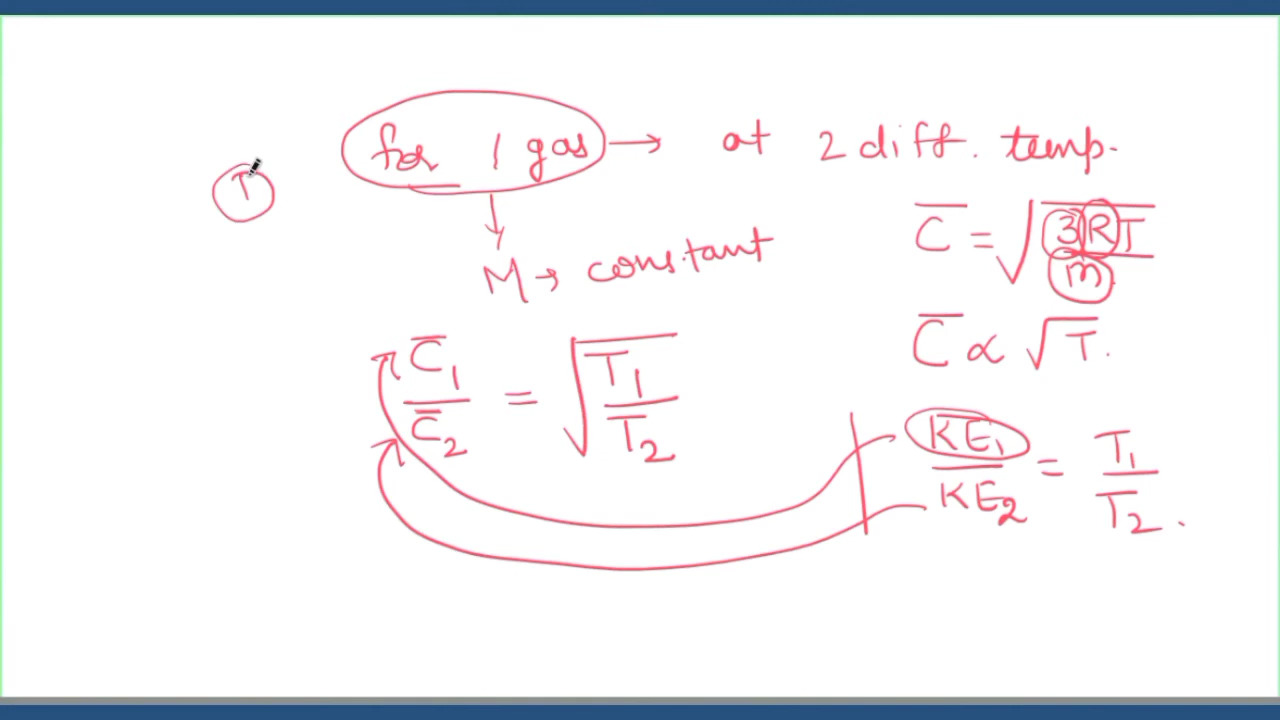 for 1 gas → at 2 diff. temp.
T
M → constant
C̅ = √(3RT/m)
C̅ ∝ √T.
C̅₁/C̅₂ = √(T₁/T₂)
KE₁/KE₂ = T₁/T₂.